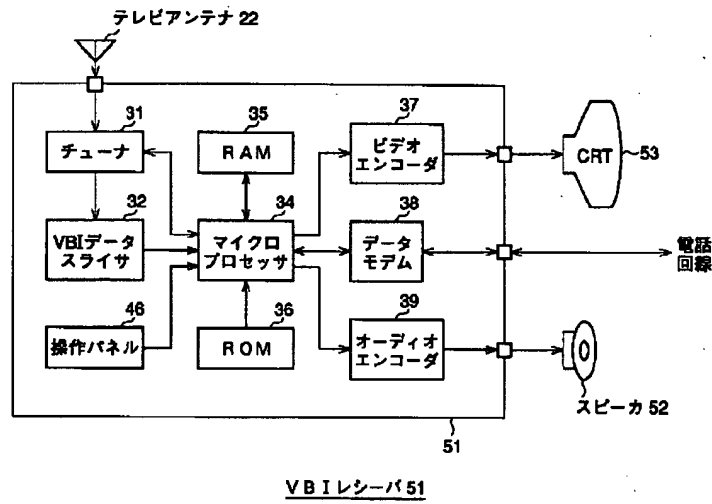 テレビアンテナ 22
31
チューナ
35
RAM
37
ビデオ
エンコーダ
CRT
53
32
VBIデータ
スライサ
34
マイクロ
プロセッサ
38
データ
モデム
電話
回線
46
操作パネル
36
ROM
39
オーディオ
エンコーダ
スピーカ 52
51
VBIレシーバ 51